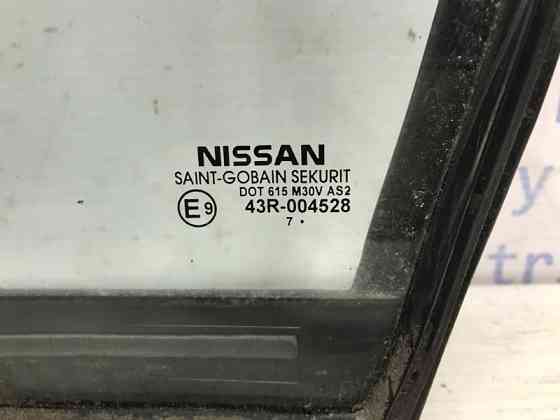 NISSAN
SAINT-GOBAIN SEKURIT
DOT 615 M30V AS2
E9 43R-004528
7 •